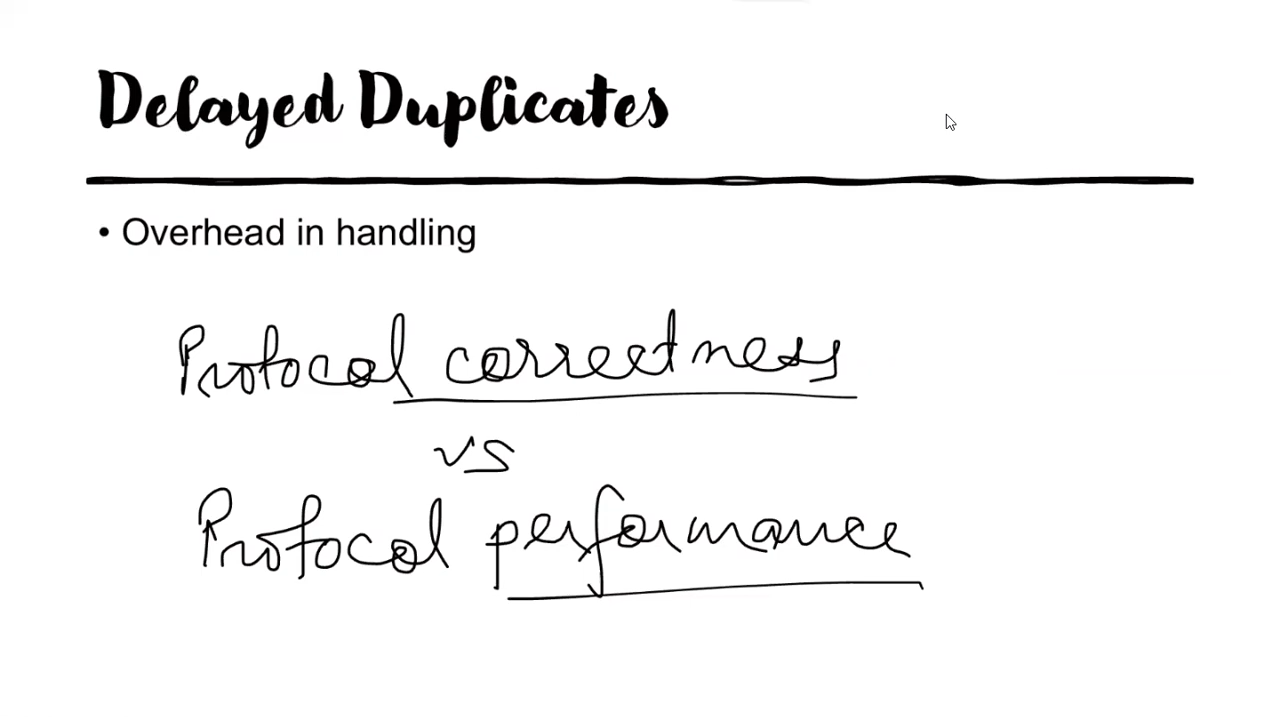 Delayed Duplicates
• Overhead in handling
Protocol correctness
vs
Protocol performance